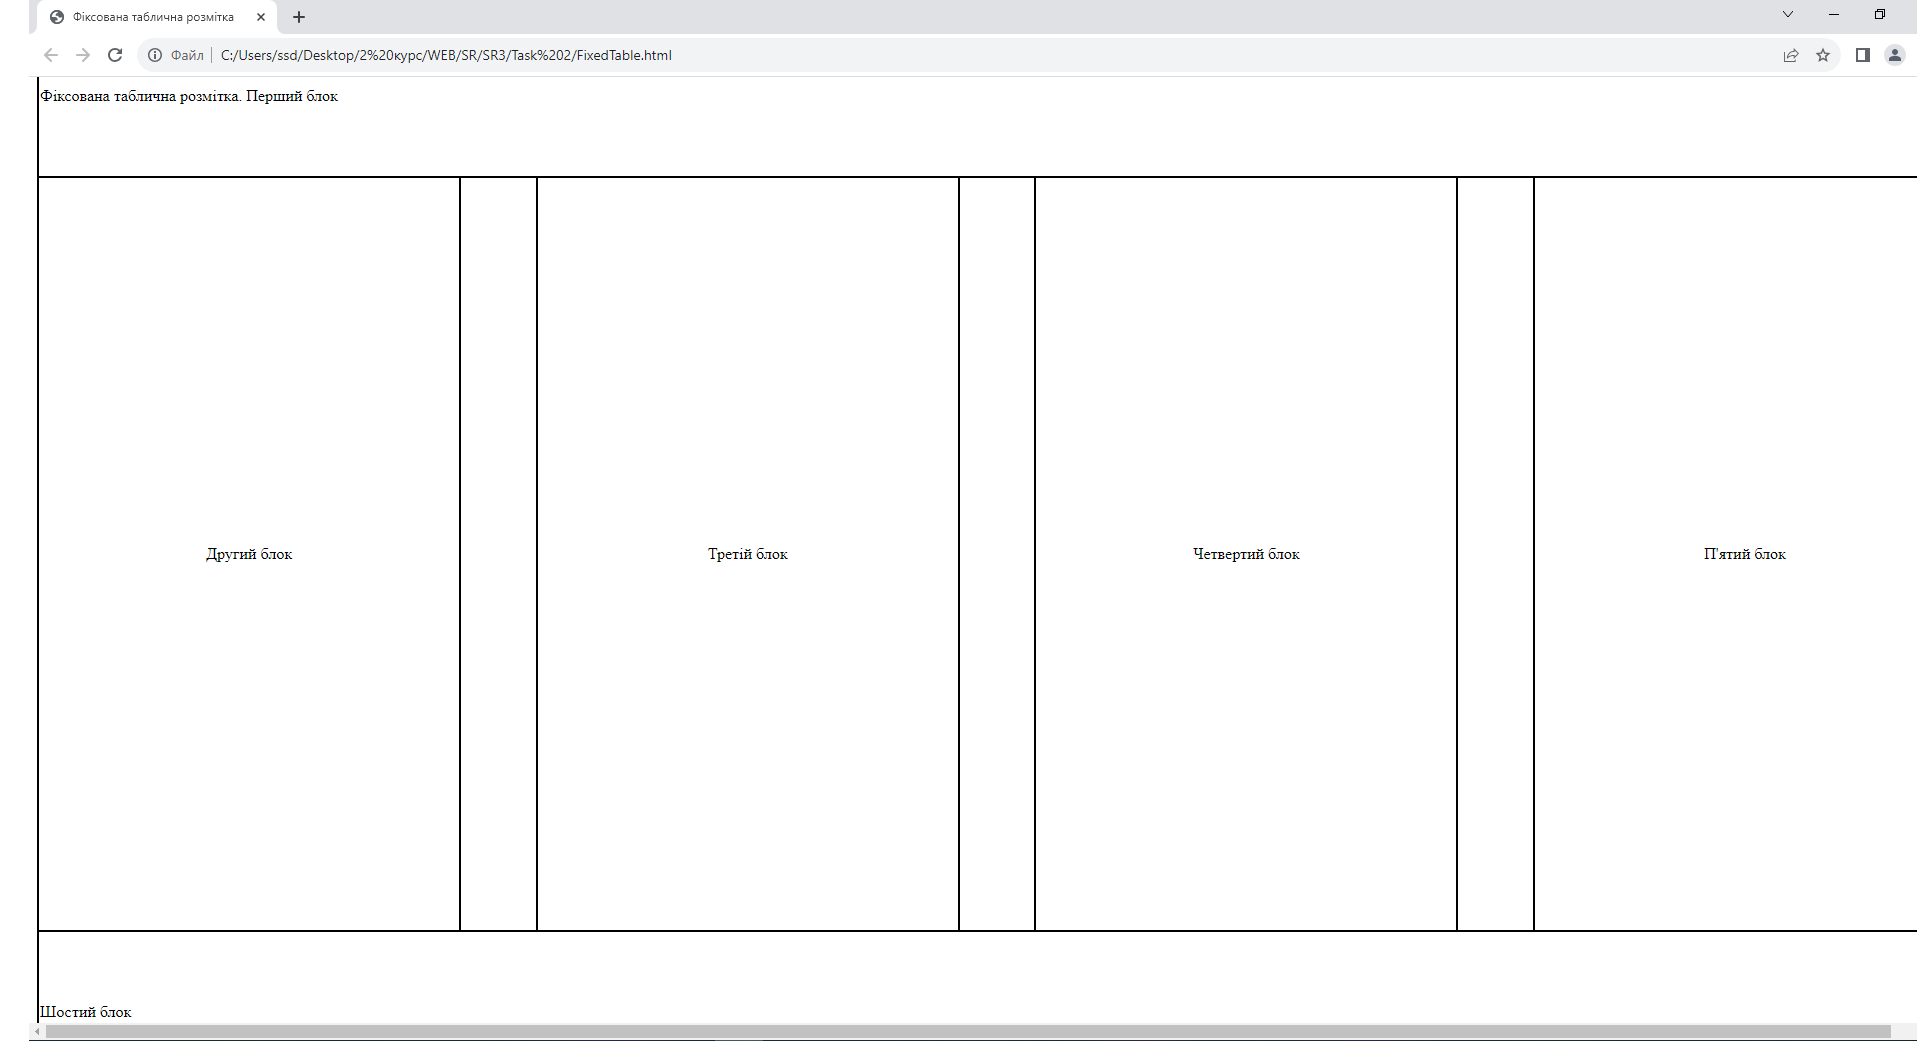 Фіксована таблична розмітка
Файл C:/Users/ssd/Desktop/2%20курс/WEB/SR/SR3/Task%202/FixedTable.html
Фіксована таблична розмітка. Перший блок
Другий блок
Третій блок
Четвертий блок
П'ятий блок
Шостий блок